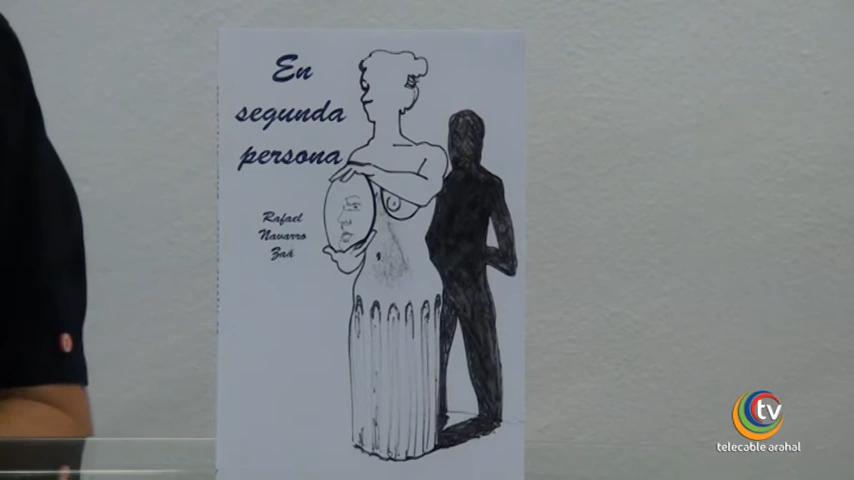 En
segunda
persona
Rafael
Navarro
Zaá
tv
telecable arahal